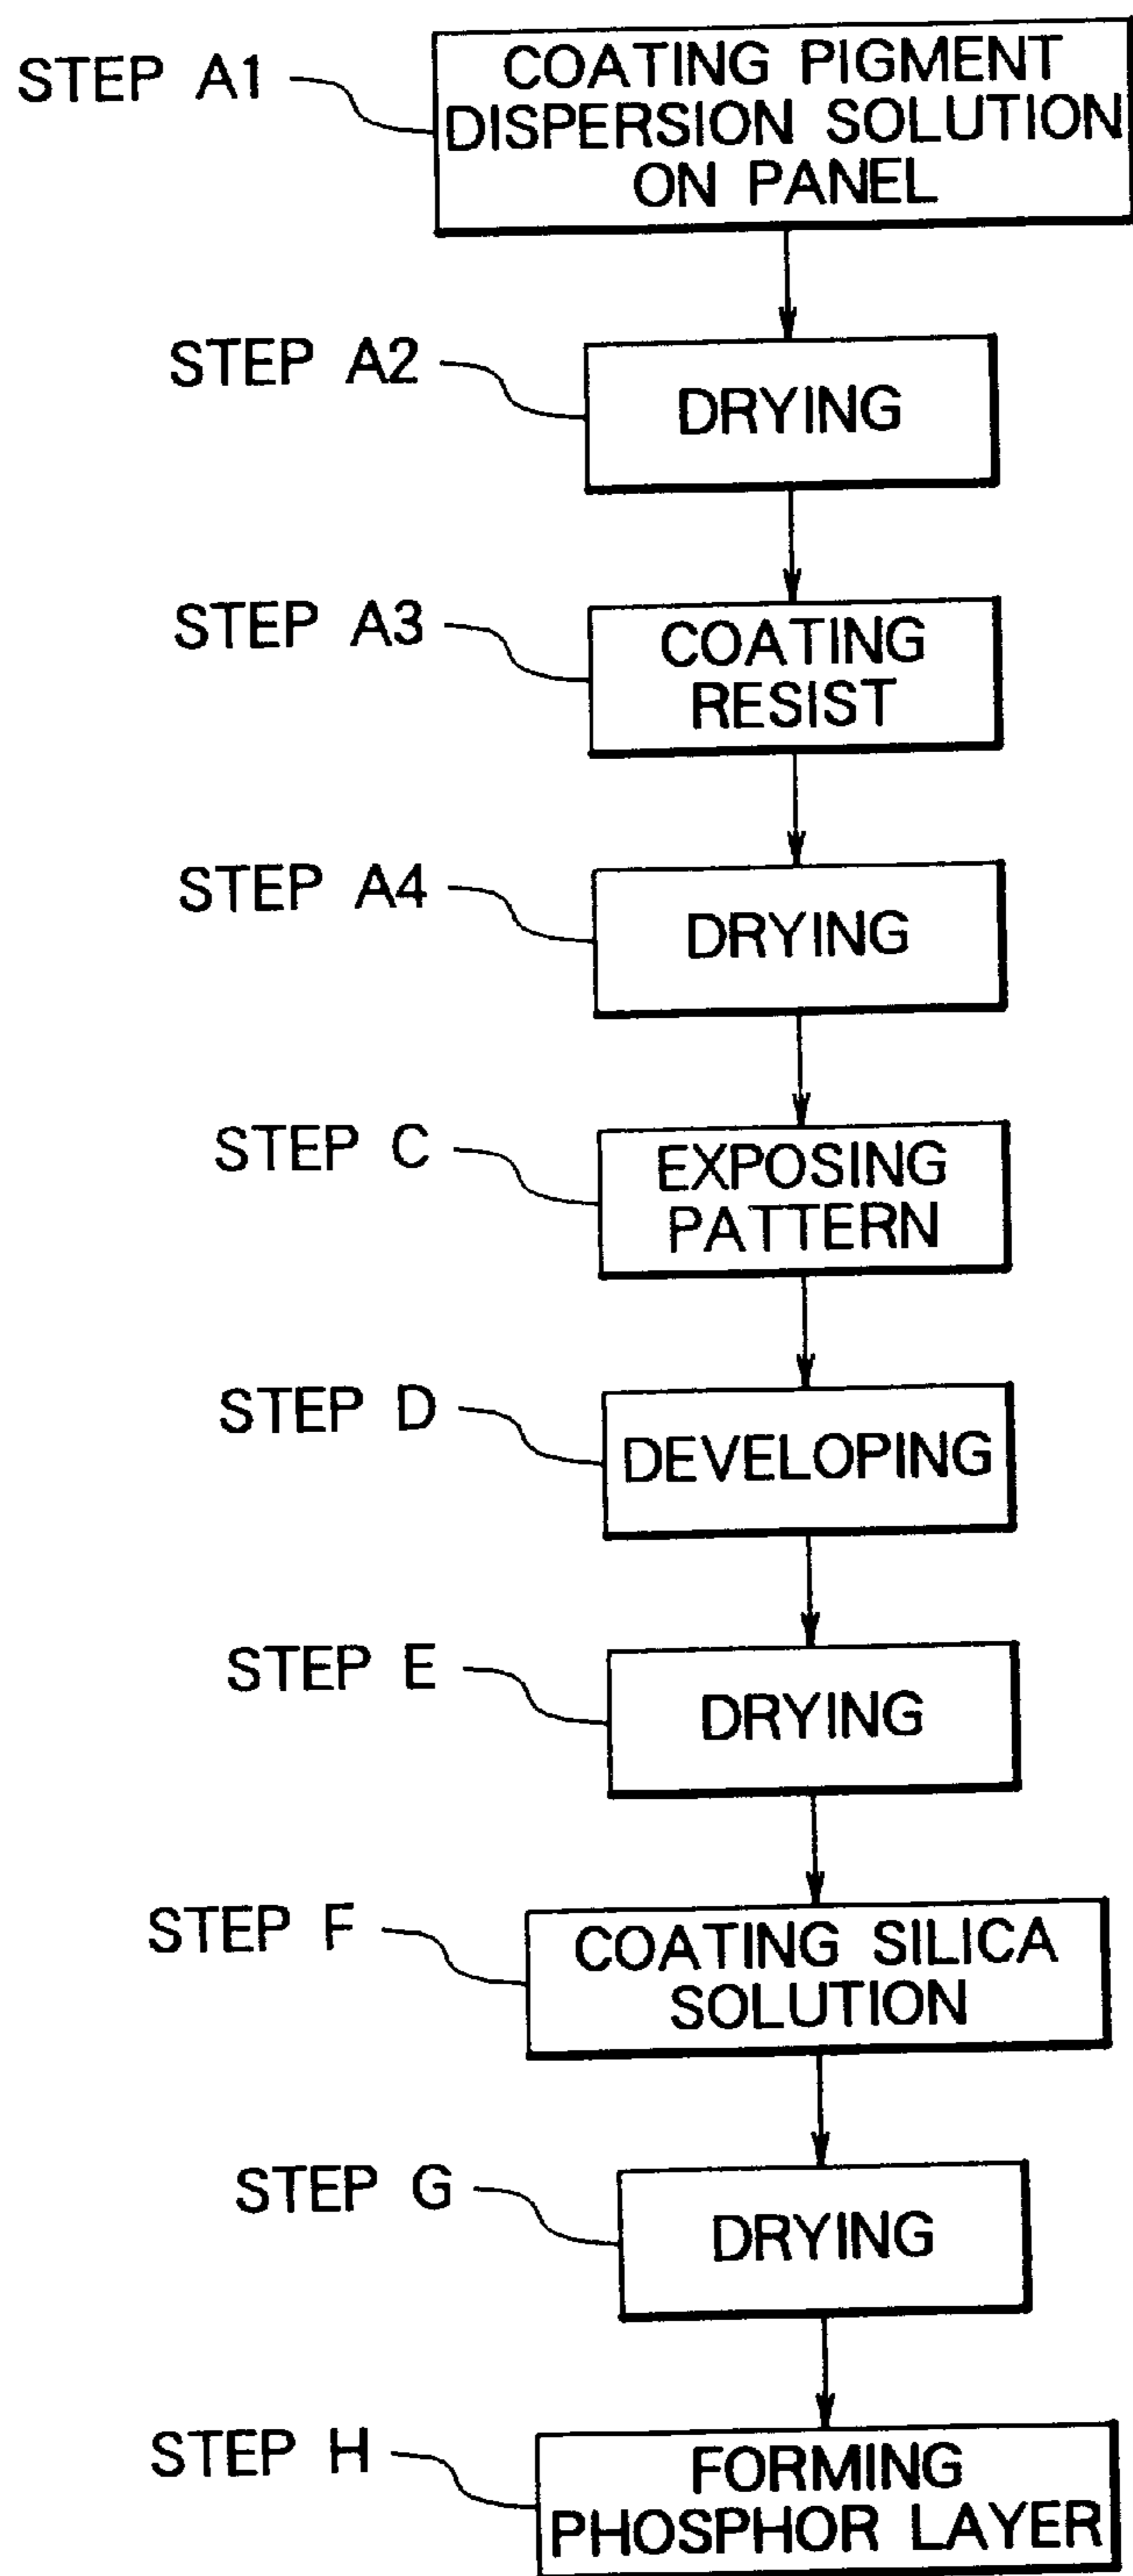 STEP A1
COATING PIGMENT
DISPERSION SOLUTION
ON PANEL
STEP A2
DRYING
STEP A3
COATING
RESIST
STEP A4
DRYING
STEP C
EXPOSING
PATTERN
STEP D
DEVELOPING
STEP E
DRYING
STEP F
COATING SILICA
SOLUTION
STEP G
DRYING
STEP H
FORMING
PHOSPHOR LAYER